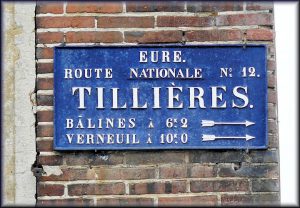 EURE.
ROUTE NATIONALE No 12.
TILLIÈRES.
BÂLINES À 6K2
VERNEUIL À 10K0